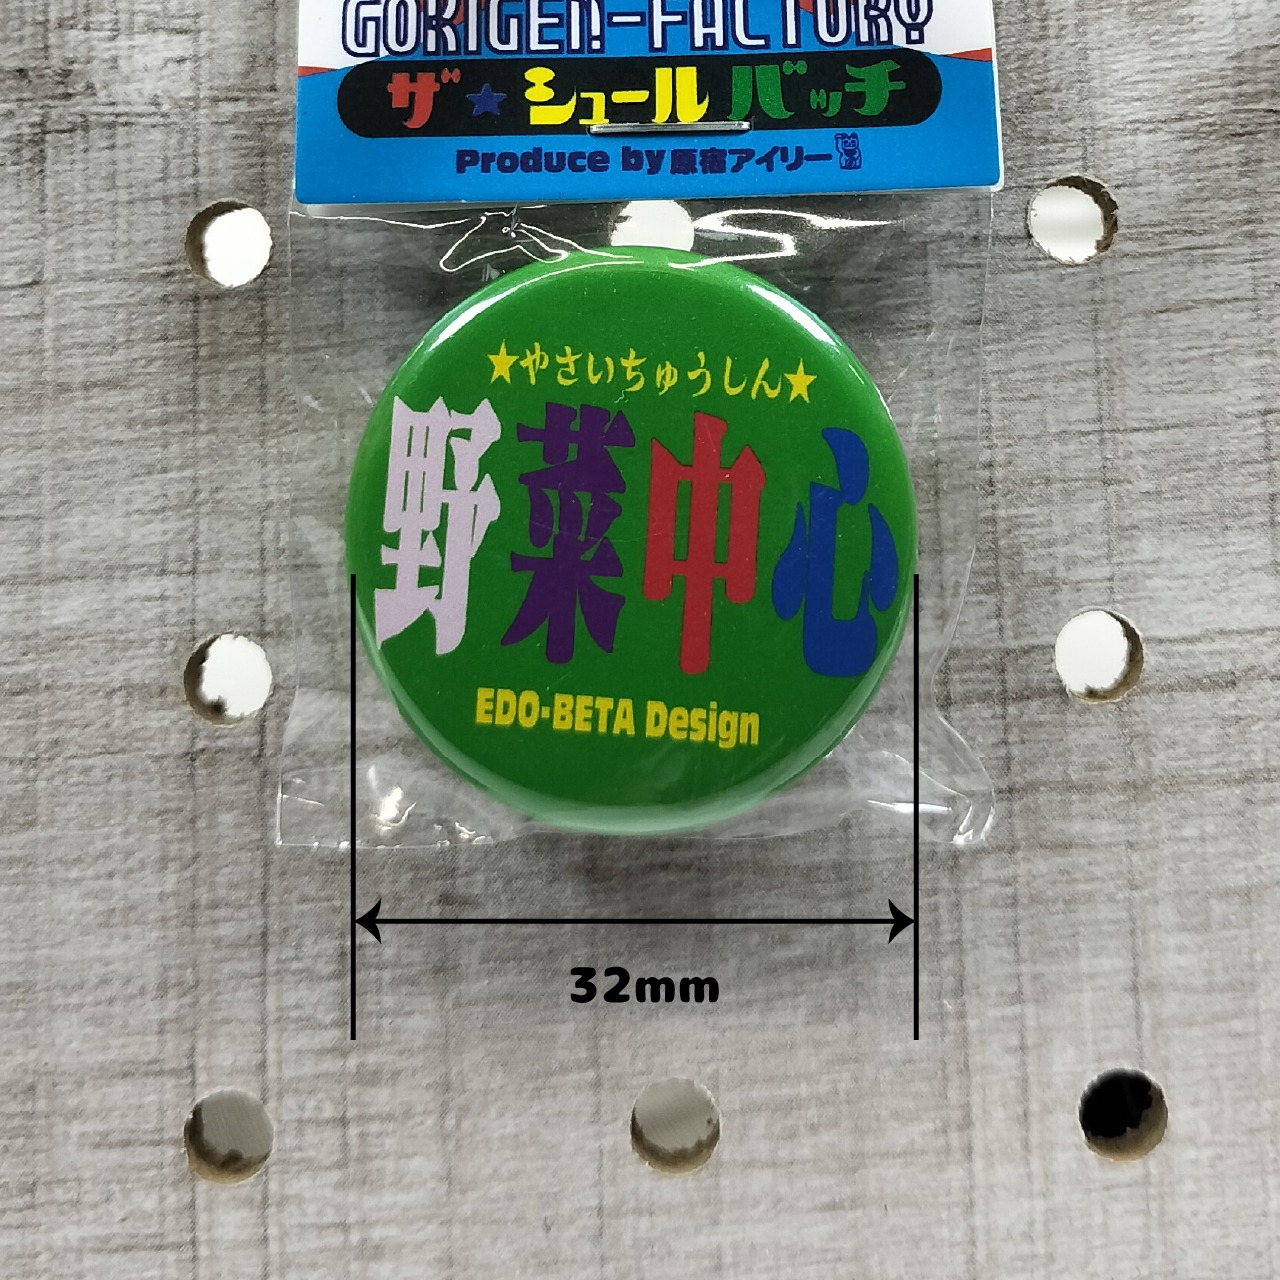 GOKIGEN-FACTORY
ザ★シュールバッチ
Produce by 原宿アイリー
★やさいちゅうしん★
野菜中心
EDO-BETA Design
32mm